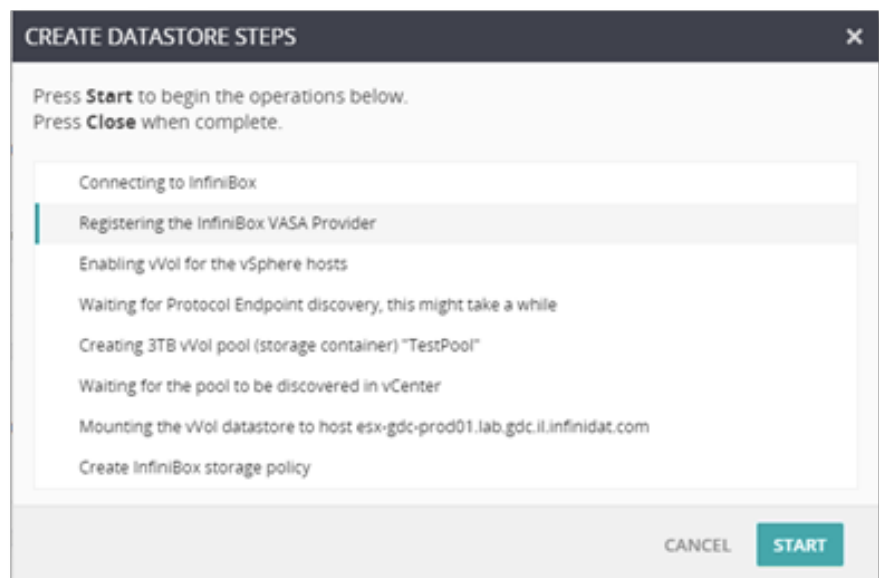 CREATE DATASTORE STEPS
Press Start to begin the operations below.
Press Close when complete.
Connecting to InfiniBox
Registering the InfiniBox VASA Provider
Enabling vVol for the vSphere hosts
Waiting for Protocol Endpoint discovery, this might take a while
Creating 3TB vVol pool (storage container) "TestPool"
Waiting for the pool to be discovered in vCenter
Mounting the vVol datastore to host esx-gdc-prod01.lab.gdc.il.infinidat.com
Create InfiniBox storage policy
CANCEL START